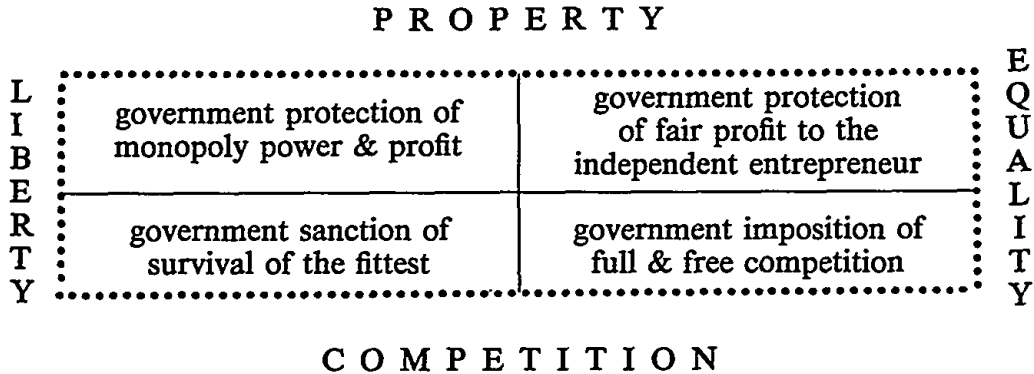 PROPERTY
LIBERTY
EQUALITY
government protection of
monopoly power & profit
government protection
of fair profit to the
independent entrepreneur
government sanction of
survival of the fittest
government imposition of
full & free competition
COMPETITION